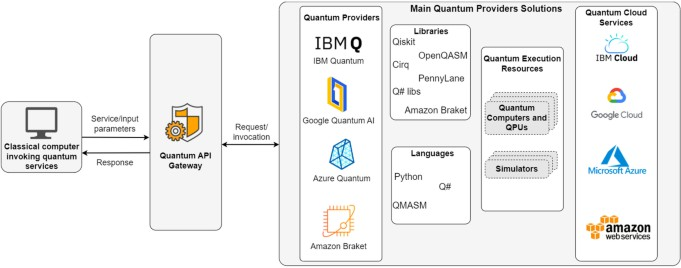 Main Quantum Providers Solutions
Classical computer
invoking quantum
services
Service/input
parameters
Response
Quantum API
Gateway
Request/
invocation
Quantum Providers
IBM Q
IBM Quantum
Google Quantum AI
Azure Quantum
Amazon Braket
Libraries
Qiskit
OpenQASM
Cirq
PennyLane
Q# libs
Amazon Braket
Languages
Python
Q#
QMASM
Quantum Execution
Resources
Quantum
Computers and
QPUs
Simulators
Quantum Cloud
Services
IBM Cloud
Google Cloud
Microsoft Azure
amazon
webservices